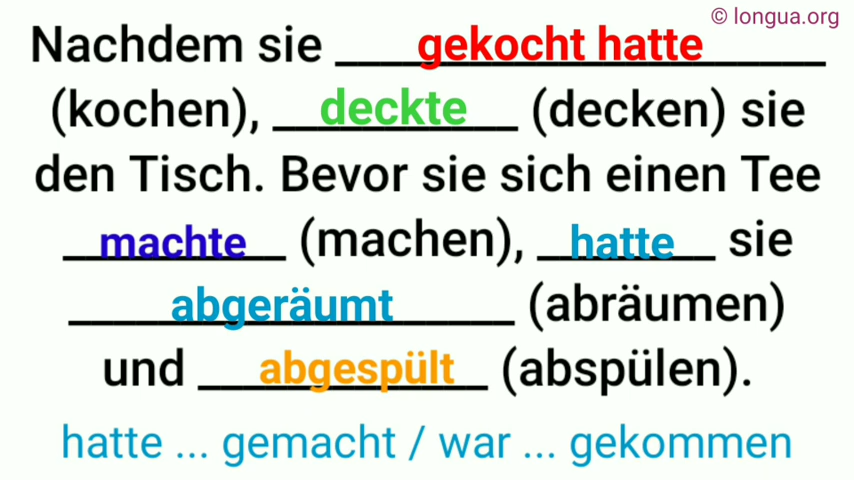 © longua.org
Nachdem sie gekocht hatte
(kochen), deckte (decken) sie
den Tisch. Bevor sie sich einen Tee
machte (machen), hatte sie
abgeräumt (abräumen)
und abgespült (abspülen).
hatte ... gemacht / war ... gekommen